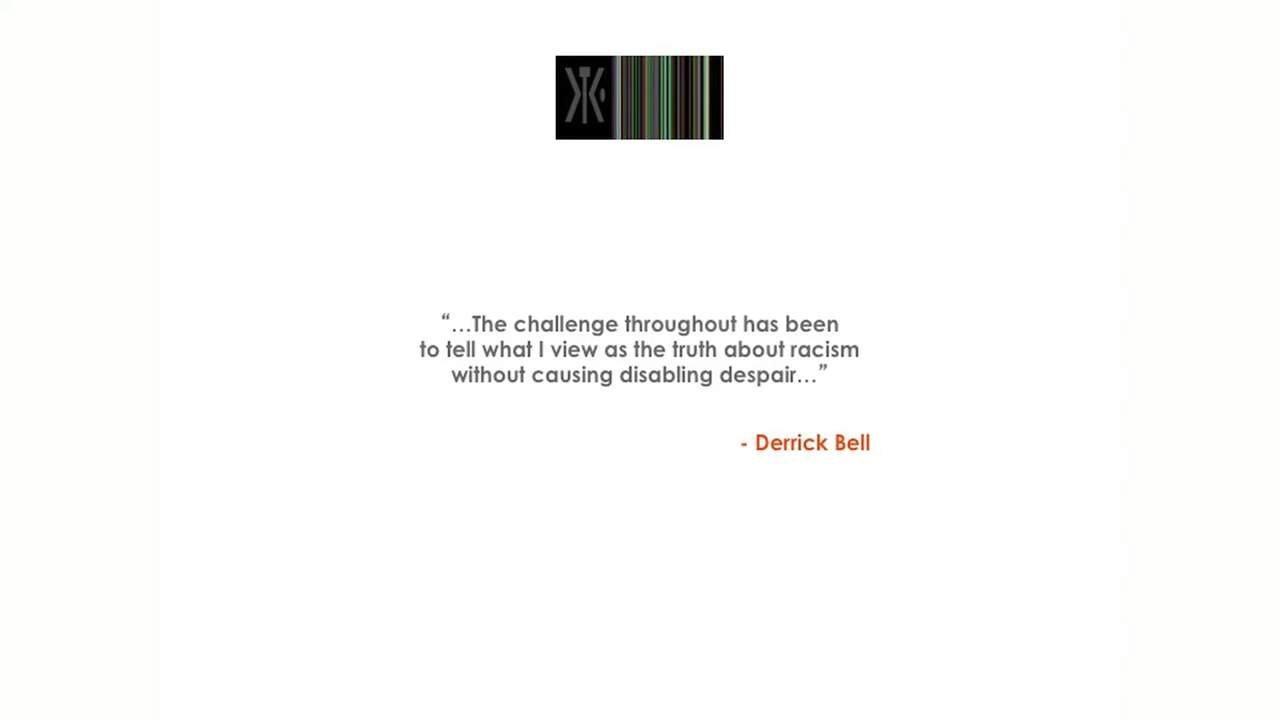 “...The challenge throughout has been
to tell what I view as the truth about racism
without causing disabling despair...”
- Derrick Bell